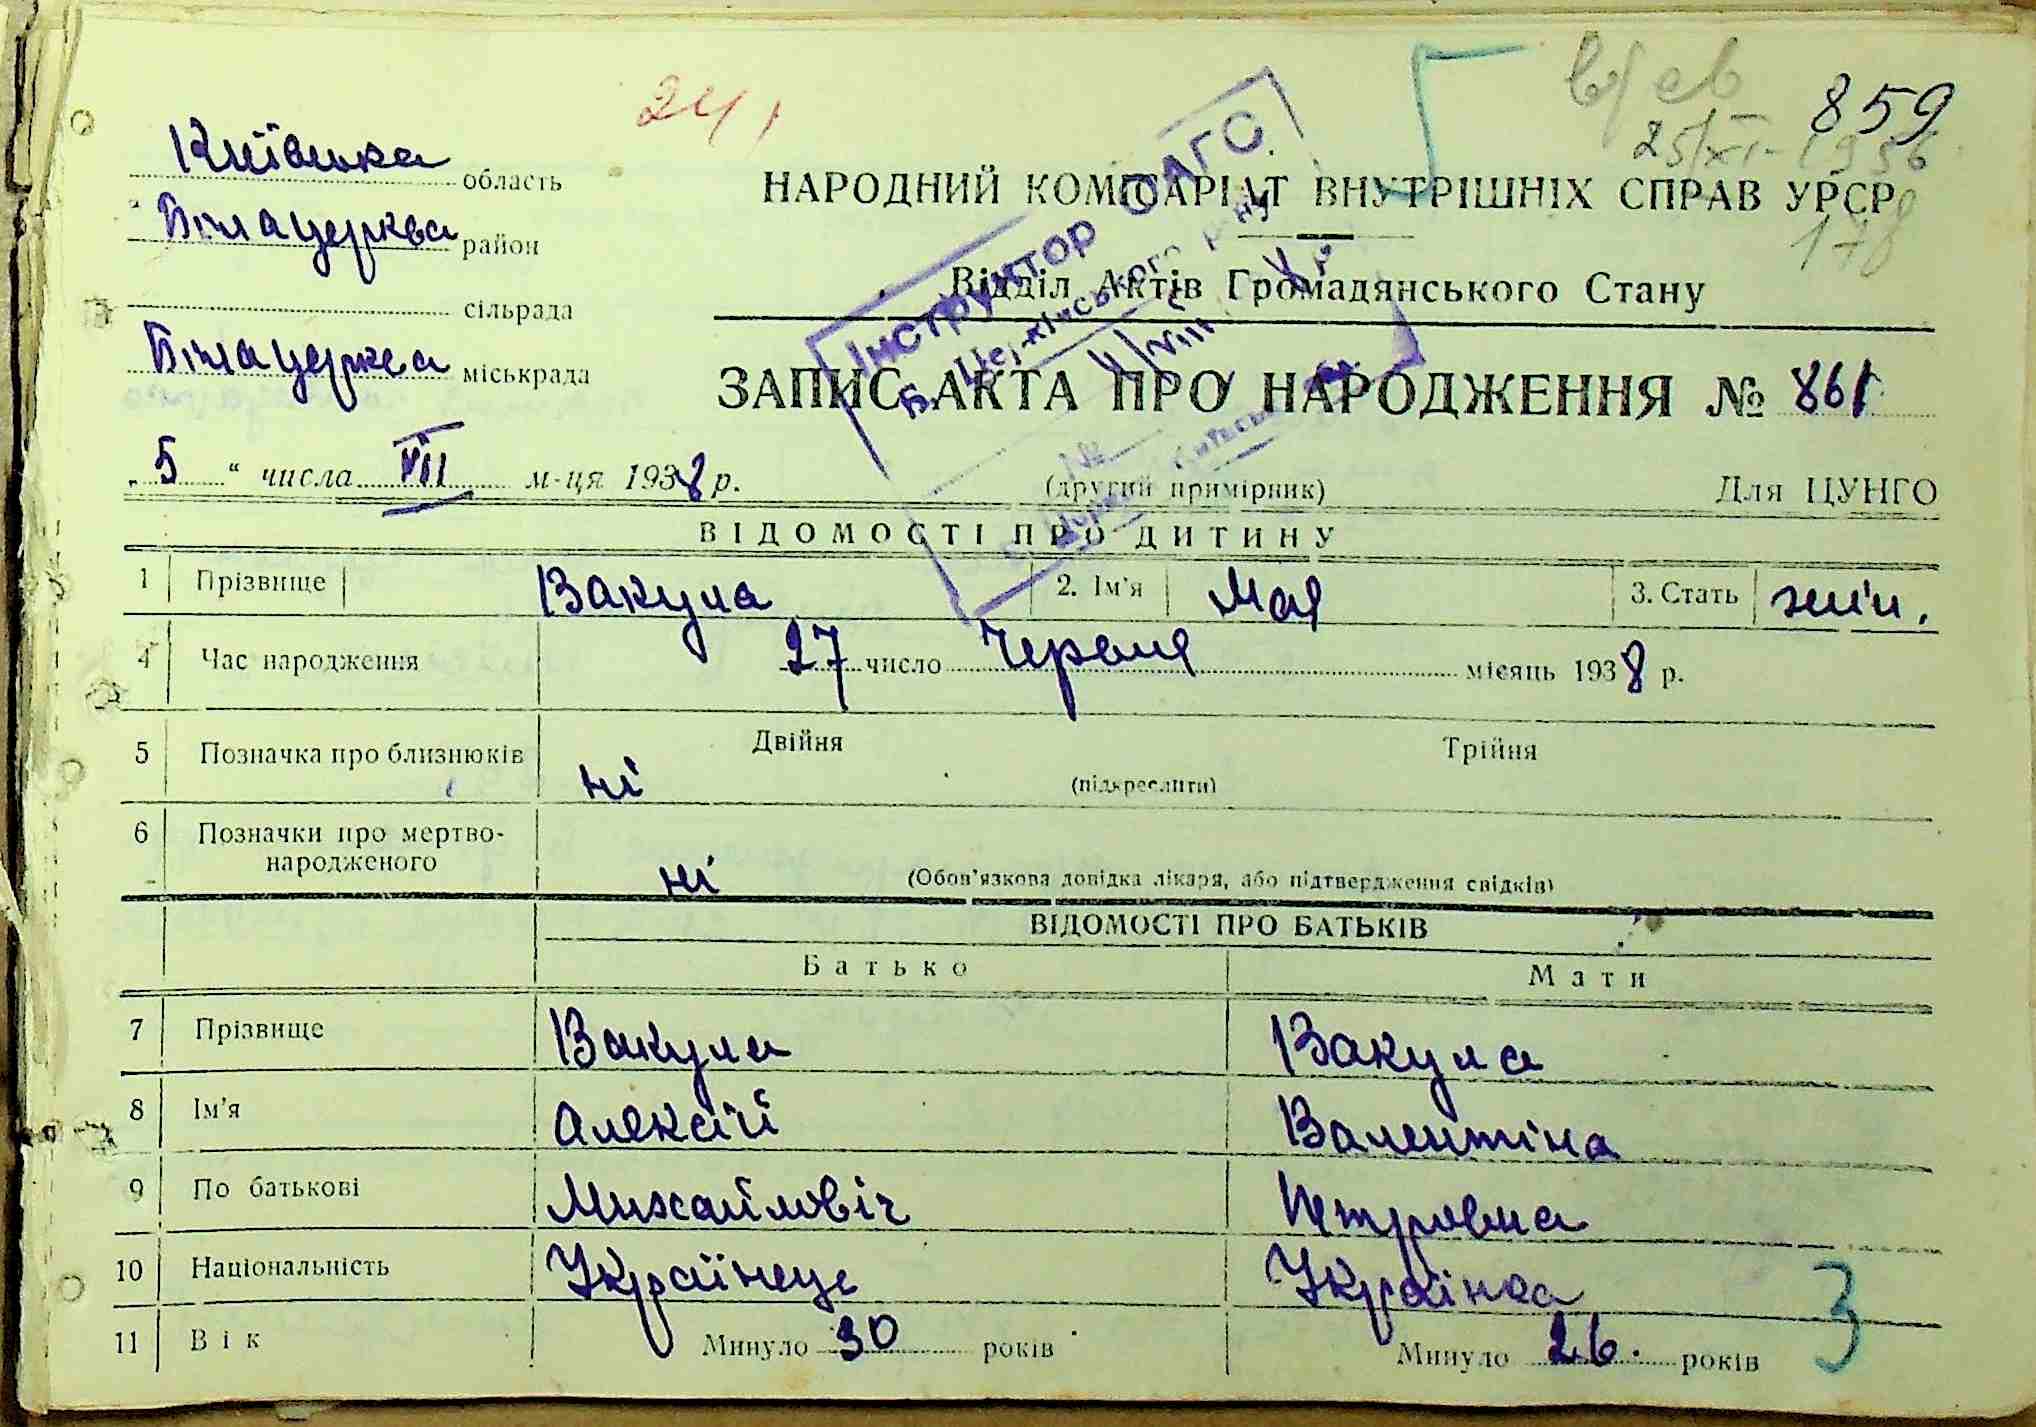 241
859
25/XI-1956
178
Київська область
Білацерква район
сільрада
Білацерква міськрада
НАРОДНИЙ КОМІСАРІАТ ВНУТРІШНІХ СПРАВ УРСР
Відділ Актів Громадянського Стану
Інструктор ОАГС
ЗАПИС АКТА ПРО НАРОДЖЕННЯ № 861
„5“ числа VII м-ця 1938 р.
(другий примірник) Для ЦУНГО
ВІДОМОСТІ ПРО ДИТИНУ
1 Прізвище Вакула 2. Ім'я Мая 3. Стать жін.
4 Час народження 27 число Червня місяць 1938 р.
5 Позначка про близнюків ні Двійня Трійня
(підкреслити)
6 Позначки про мертво-
народженого ні (Обов'язкова довідка лікаря, або підтвердження свідків)
ВІДОМОСТІ ПРО БАТЬКІВ
Батько Мати
7 Прізвище Вакула Вакула
8 Ім'я Алексій Валентіна
9 По батькові Михайловіч Петровна
10 Національність Українець Українка
11 Вік Минуло 30 років Минуло 26. років
3